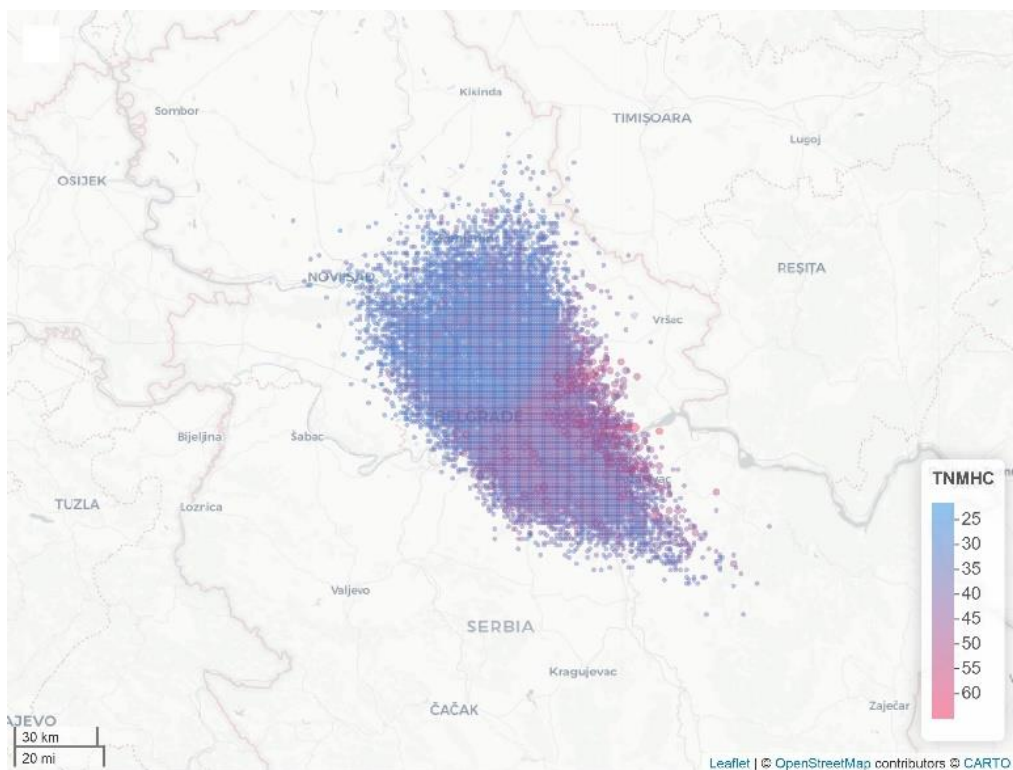 Kikinda
Sombor
TIMIȘOARA
Lugoj
OSIJEK
NOVI SAD
REȘIȚA
Vršac
BELGRADE
Bijeljina
Šabac
TUZLA
Loznica
Valjevo
SERBIA
Kragujevac
ČAČAK
Zaječar
AJEVO
30 km
20 mi
TNMHC
25
30
35
40
45
50
55
60
Leaflet | © OpenStreetMap contributors © CARTO